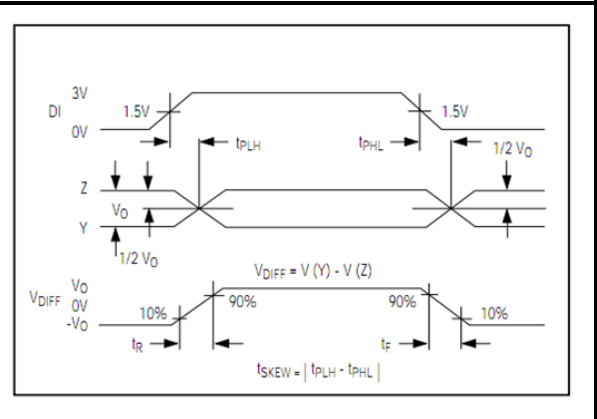 3V
DI 1.5V 1.5V
0V
tPLH tPHL
1/2 VO
Z
VO
Y
1/2 VO
VDIFF = V (Y) - V (Z)
VO
VDIFF 0V 90% 90%
-VO 10% 10%
tR tF
tSKEW = | tPLH - tPHL |